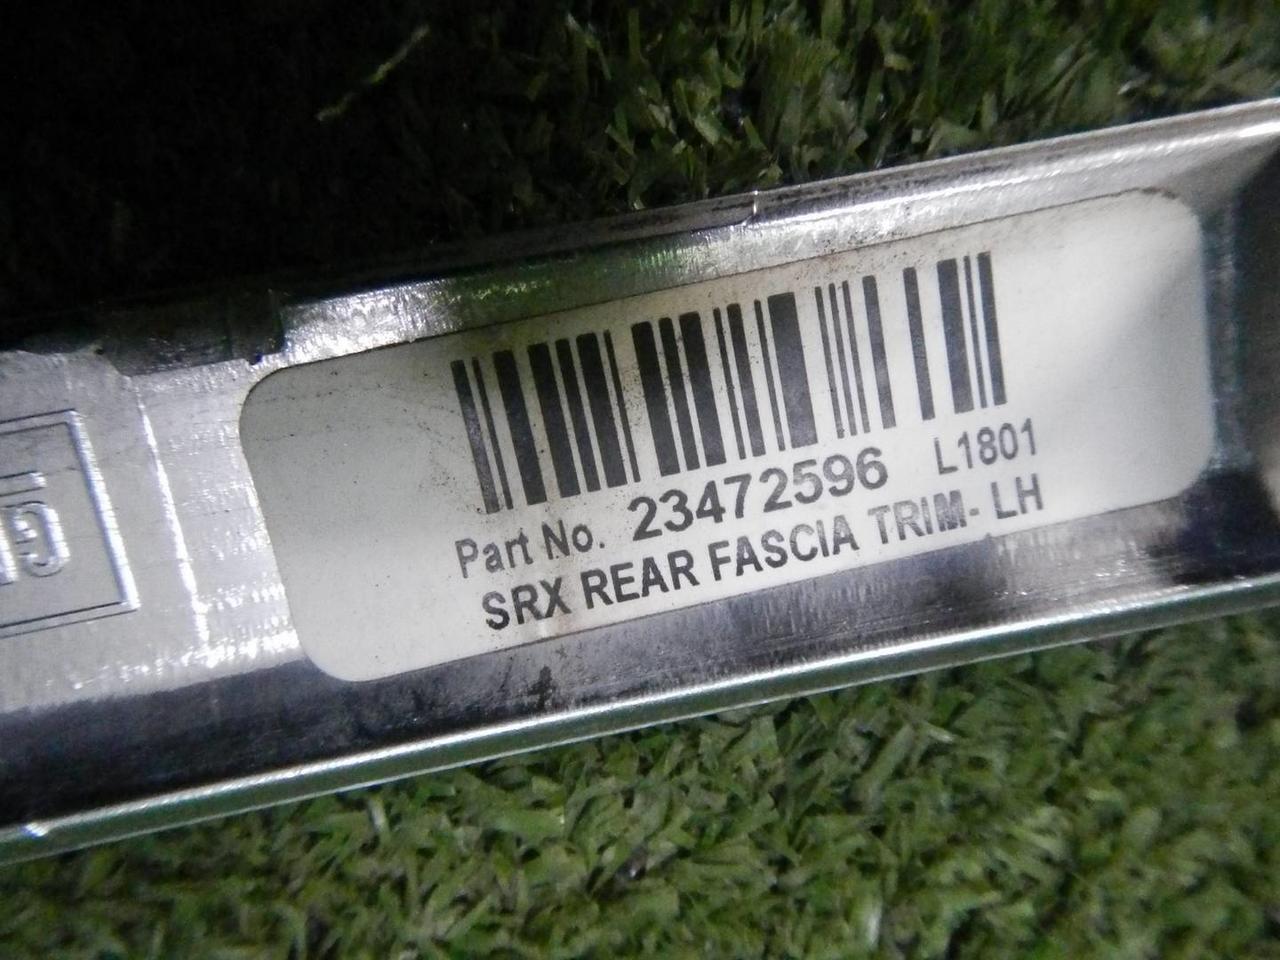 Part No. 23472596 L1801
SRX REAR FASCIA TRIM- LH